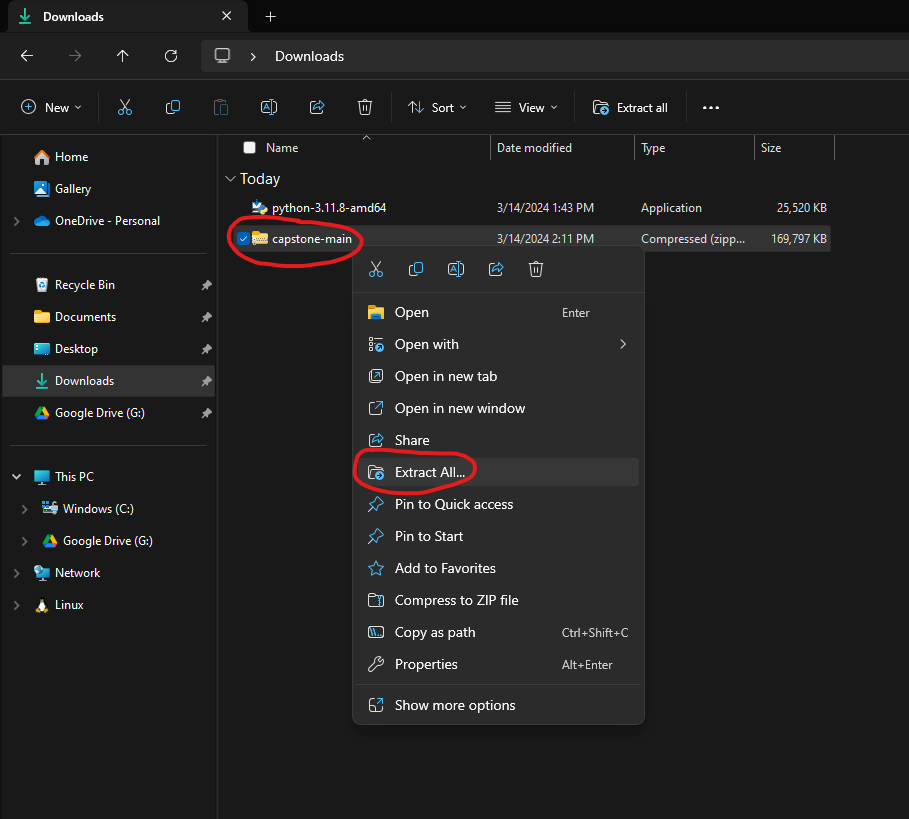 Downloads
Downloads
New
Sort
View
Extract all
Name
Date modified
Type
Size
Home
Gallery
OneDrive - Personal
Recycle Bin
Documents
Desktop
Downloads
Google Drive (G:)
This PC
Windows (C:)
Google Drive (G:)
Network
Linux
Today
python-3.11.8-amd64 3/14/2024 1:43 PM Application 25,520 KB
capstone-main 3/14/2024 2:11 PM Compressed (zipp... 169,797 KB
Open Enter
Open with
Open in new tab
Open in new window
Share
Extract All...
Pin to Quick access
Pin to Start
Add to Favorites
Compress to ZIP file
Copy as path Ctrl+Shift+C
Properties Alt+Enter
Show more options